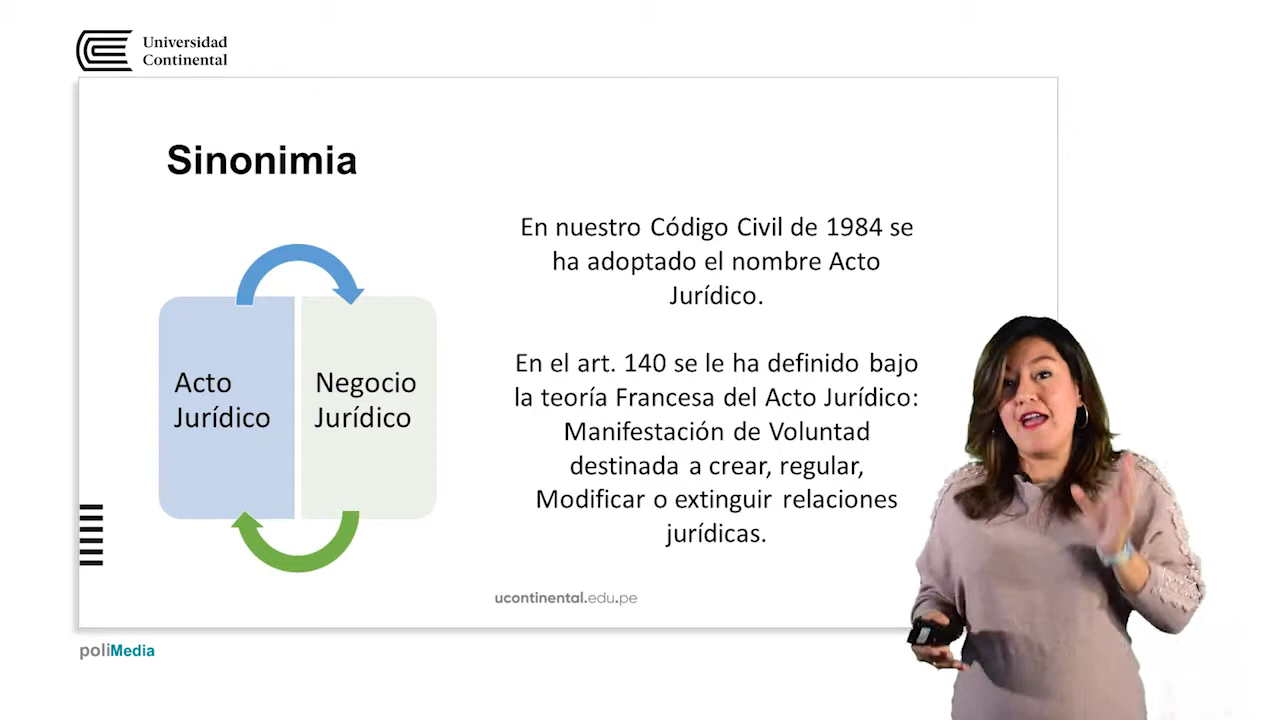 Universidad
Continental
Sinonimia
Acto
Jurídico
Negocio
Jurídico
En nuestro Código Civil de 1984 se
ha adoptado el nombre Acto
Jurídico.
En el art. 140 se le ha definido bajo
la teoría Francesa del Acto Jurídico:
Manifestación de Voluntad
destinada a crear, regular,
Modificar o extinguir relaciones
jurídicas.
ucontinental.edu.pe
poliMedia